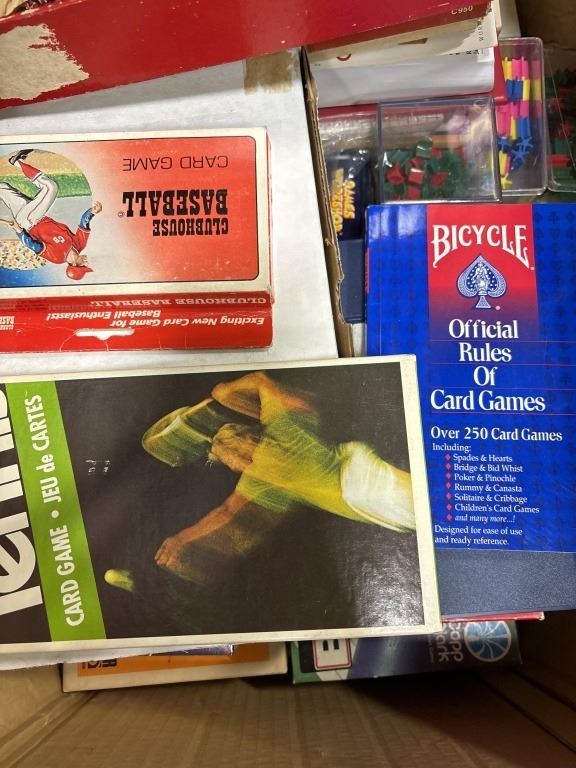 C950
CARD GAME
CLUBHOUSE
BASEBALL©
Exciting New Card Game for
Baseball Enthusiasts!
CLUBHOUSE BASEBALL
BICYCLE
Official
Rules
Of
Card Games
Over 250 Card Games
Including:
Spades & Hearts
Bridge & Bid Whist
Poker & Pinochle
Rummy & Canasta
Solitaire & Cribbage
Children's Card Games
and many more...!
Designed for ease of use
and ready reference.
CARD GAME • JEU de CARTES